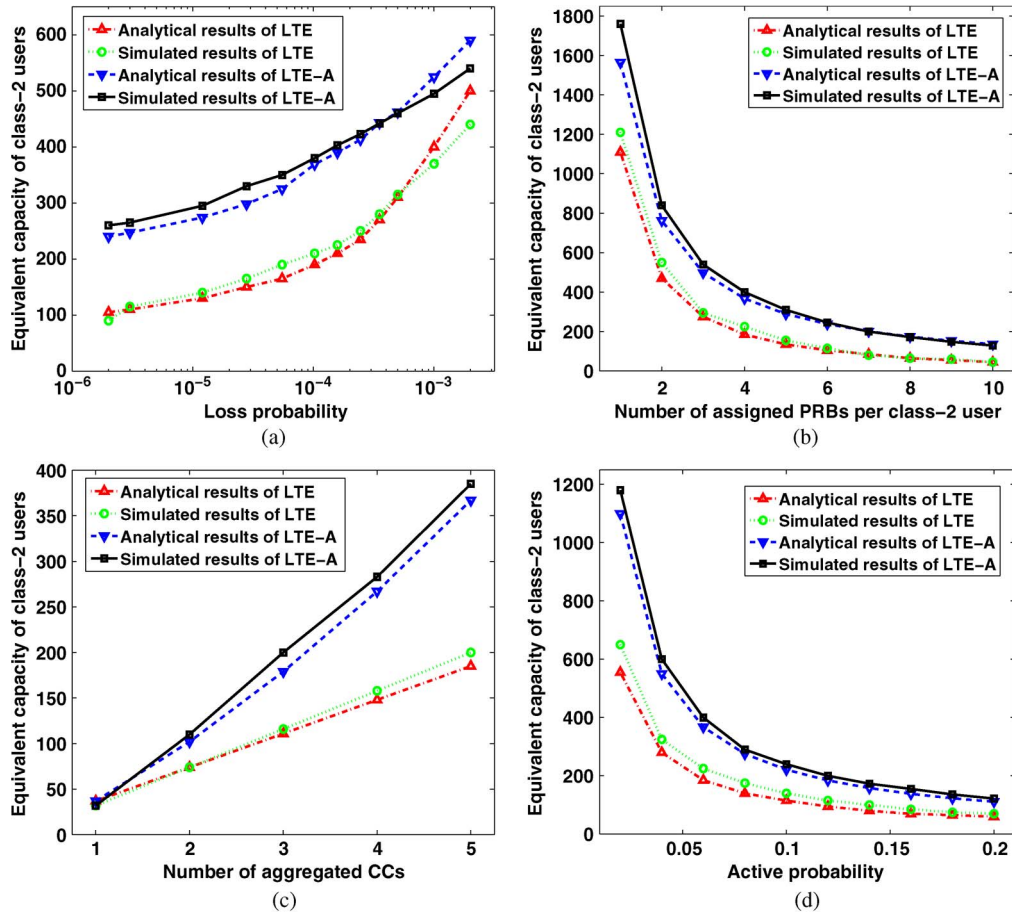 Equivalent capacity of class−2 users
600
500
400
300
200
100
0
Analytical results of LTE
Simulated results of LTE
Analytical results of LTE−A
Simulated results of LTE−A
10−6
10−5
10−4
10−3
Loss probability
(a)
Equivalent capacity of class−2 users
1800
1600
1400
1200
1000
800
600
400
200
0
Analytical results of LTE
Simulated results of LTE
Analytical results of LTE−A
Simulated results of LTE−A
2
4
6
8
10
Number of assigned PRBs per class−2 user
(b)
Equivalent capacity of class−2 users
400
350
300
250
200
150
100
50
0
Analytical results of LTE
Simulated results of LTE
Analytical results of LTE−A
Simulated results of LTE−A
1
2
3
4
5
Number of aggregated CCs
(c)
Equivalent capacity of class−2 users
1200
1000
800
600
400
200
0
Analytical results of LTE
Simulated results of LTE
Analytical results of LTE−A
Simulated results of LTE−A
0.05
0.1
0.15
0.2
Active probability
(d)